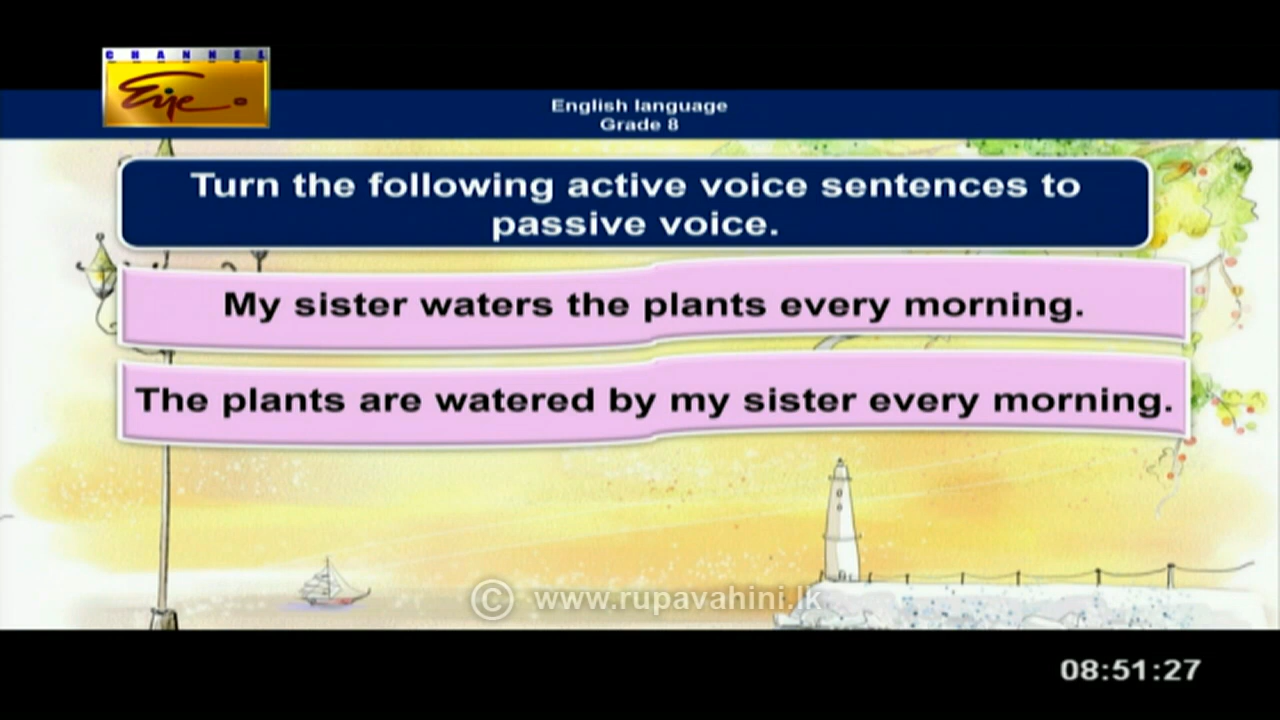 CHANNEL
Eye
English language
Grade 8
Turn the following active voice sentences to
passive voice.
My sister waters the plants every morning.
The plants are watered by my sister every morning.
© www.rupavahini.lk
08:51:27